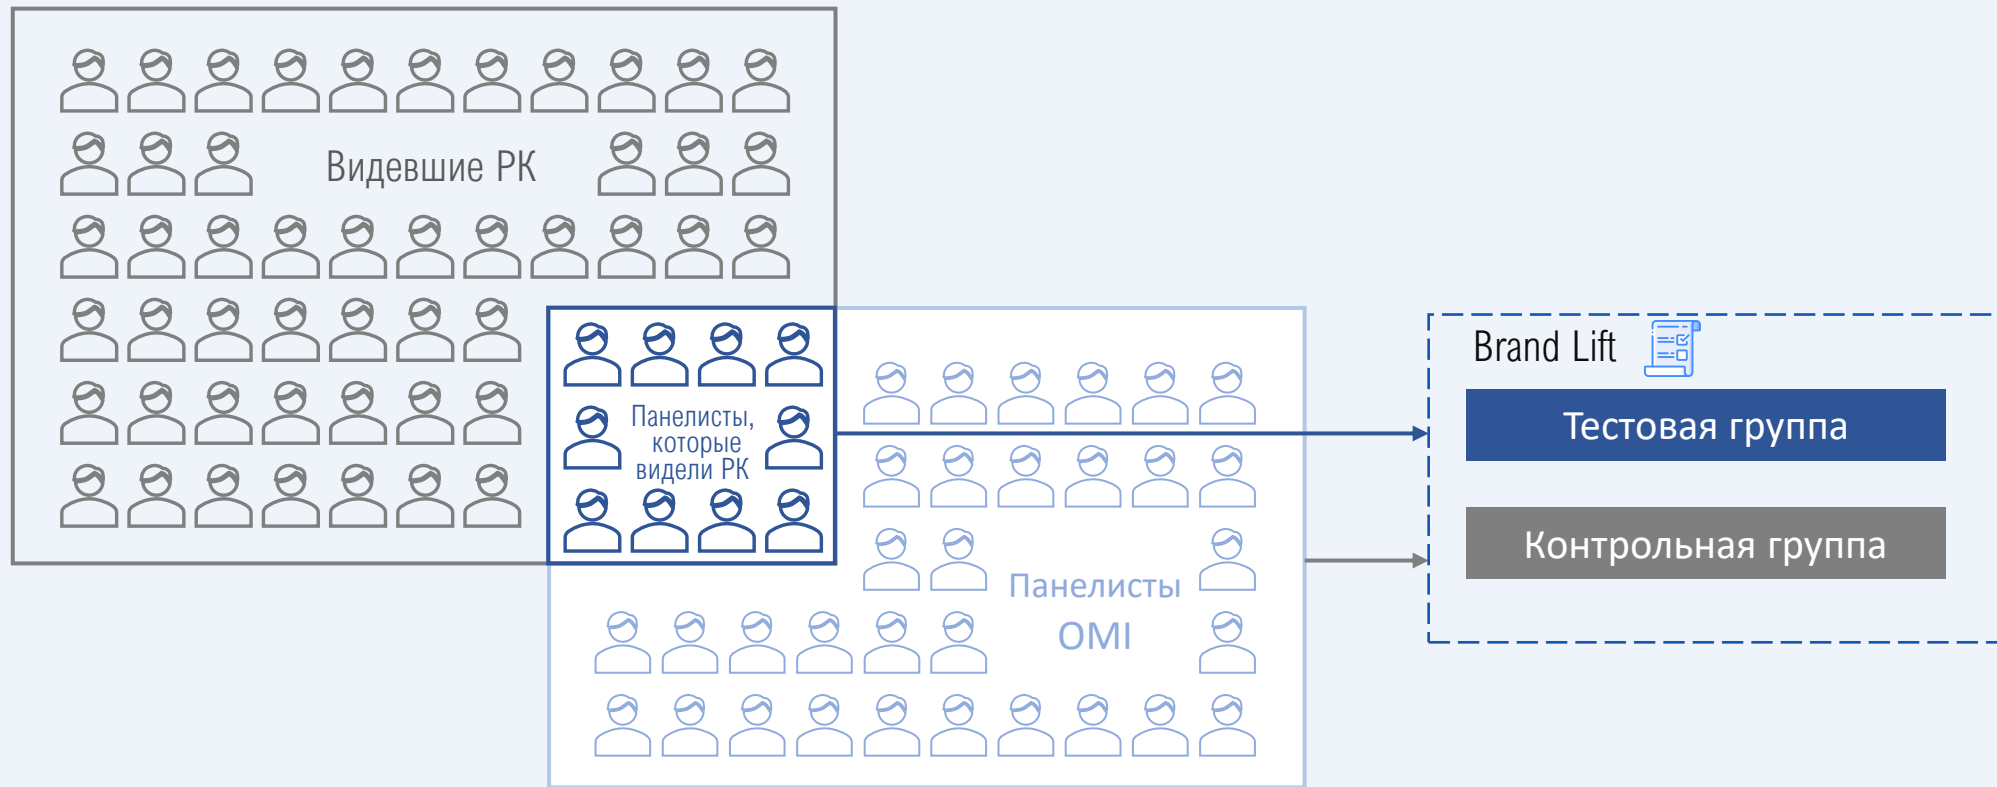 Видевшие РК
Панелисты,
которые
видели РК
Панелисты
OMI
Brand Lift
Тестовая группа
Контрольная группа